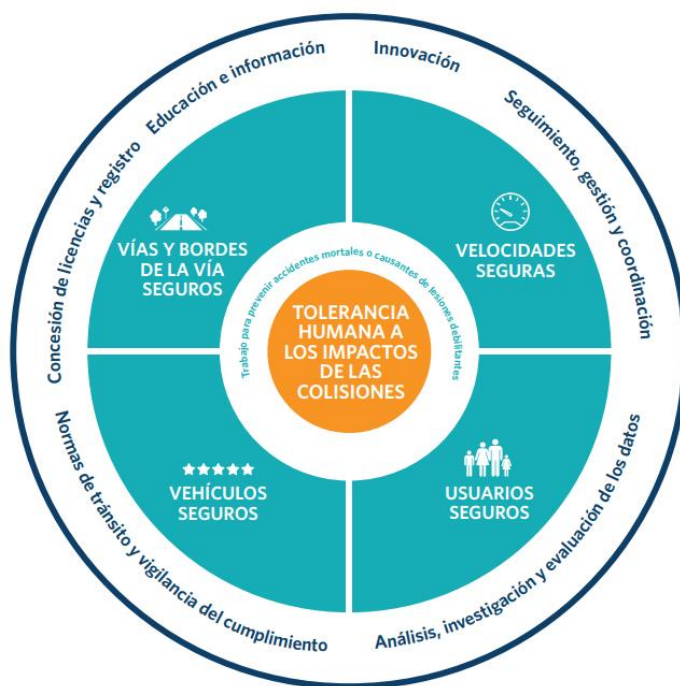 Educación e información
Innovación
Seguimiento, gestión y coordinación
Concesión de licencias y registro
VÍAS Y BORDES
DE LA VÍA
SEGUROS
VELOCIDADES
SEGURAS
Trabajo para prevenir accidentes mortales o causantes de lesiones debilitantes
TOLERANCIA
HUMANA A
LOS IMPACTOS
DE LAS
COLISIONES
VEHÍCULOS
SEGUROS
USUARIOS
SEGUROS
Normas de tránsito y vigilancia del cumplimiento
Análisis, investigación y evaluación de los datos